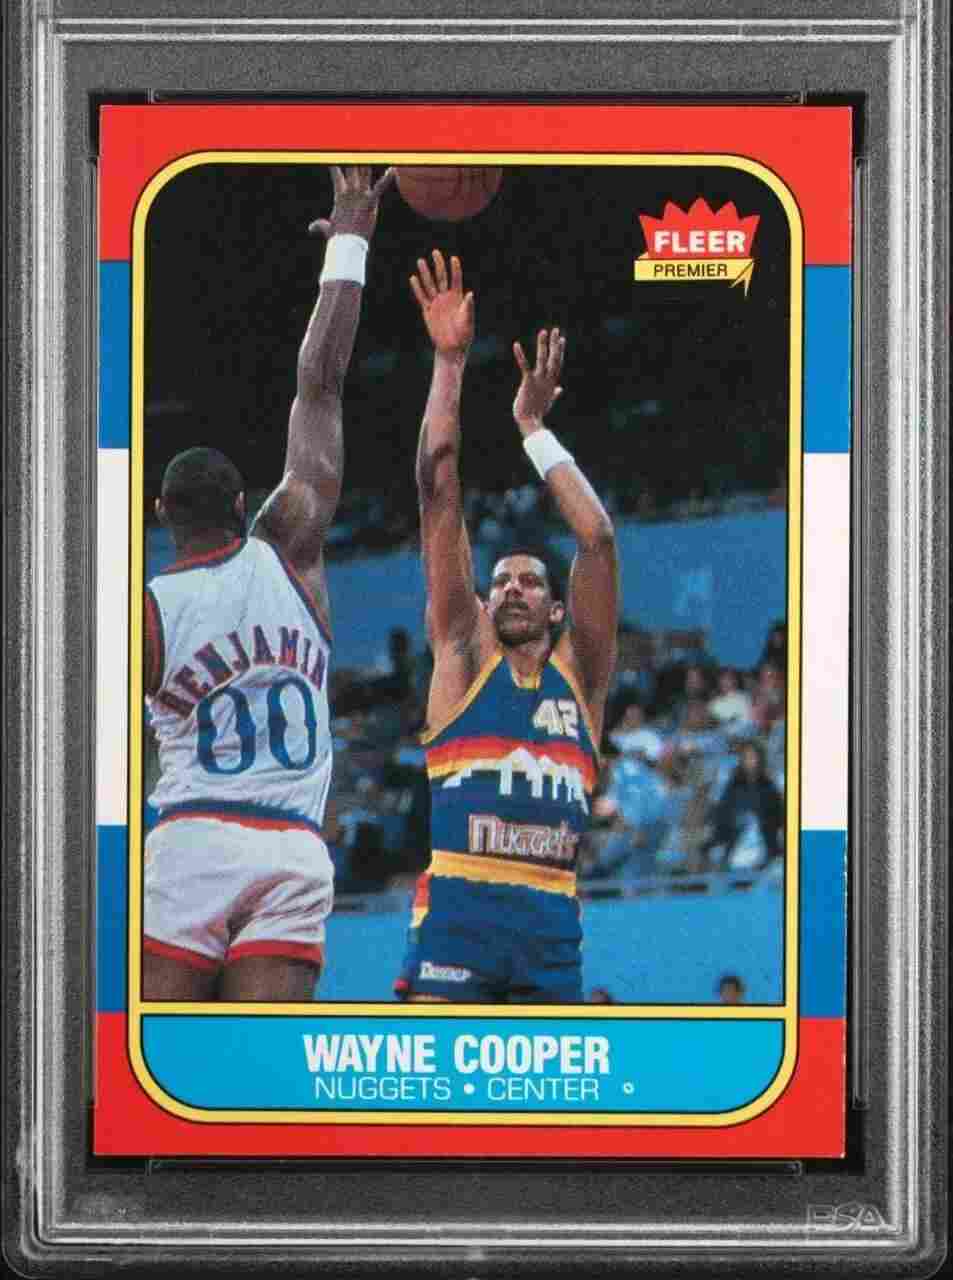 FLEER
PREMIER
BENJAMIN
00
42
NUGGETS
WAYNE COOPER
NUGGETS • CENTER
PSA